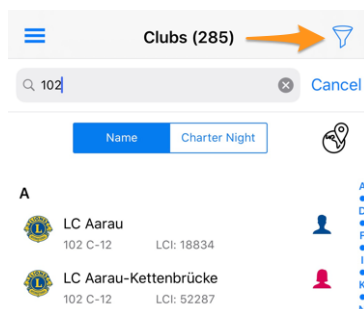 Clubs (285)
102 Cancel
Name Charter Night
A
LC Aarau
102 C-12 LCI: 18834
LC Aarau-Kettenbrücke
102 C-12 LCI: 52287
A
D
F
I
K